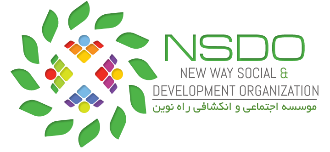 NSDO
NEW WAY SOCIAL &
DEVELOPMENT ORGANIZATION
موسسه اجتماعی و انکشافی راه نوین